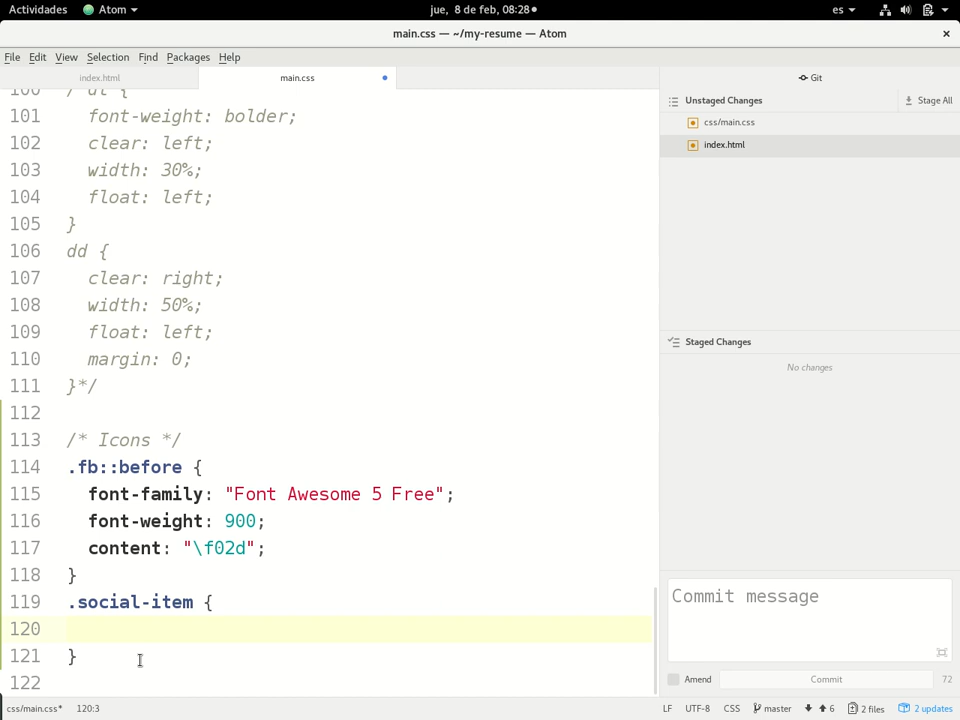 Actividades
Atom
jue, 8 de feb, 08:28
es
main.css — ~/my-resume — Atom
File Edit View Selection Find Packages Help
index.html
main.css
Git
Unstaged Changes
Stage All
css/main.css
index.html
100 / dt {
101 font-weight: bolder;
102 clear: left;
103 width: 30%;
104 float: left;
105 }
106 dd {
107 clear: right;
108 width: 50%;
109 float: left;
110 margin: 0;
111 }*/
112
113 /* Icons */
114 .fb::before {
115 font-family: "Font Awesome 5 Free";
116 font-weight: 900;
117 content: "\f02d";
118 }
119 .social-item {
120
121 }
122
Staged Changes
No changes
Commit message
Amend
Commit
72
css/main.css* 120:3
LF UTF-8 CSS master 6 2 files 2 updates